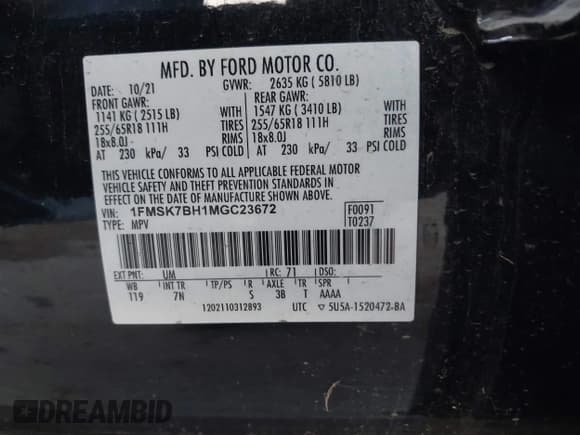 MFD. BY FORD MOTOR CO.
DATE: 10/21 GVWR: 2635 KG ( 5810 LB)
FRONT GAWR: REAR GAWR:
1141 KG ( 2515 LB) WITH 1547 KG ( 3410 LB) WITH
255/65R18 111H TIRES 255/65R18 111H TIRES
18x8.0J RIMS 18x8.0J RIMS
AT 230 kPa/ 33 PSI COLD AT 230 kPa/ 33 PSI COLD
THIS VEHICLE CONFORMS TO ALL APPLICABLE FEDERAL MOTOR
VEHICLE SAFETY AND THEFT PREVENTION STANDARDS IN
EFFECT ON THE DATE OF MANUFACTURE SHOWN ABOVE.
VIN: 1FMSK7BH1MGC23672 F0091
TYPE: MPV T0237
EXT PNT: UM RC: 71 DSO:
WB INT TR TP/PS R AXLE TR SPR
119 7N S 3B T AAAA
1202110312893 UTC ▽ 5U5A-1520472-BA
DREAMBID